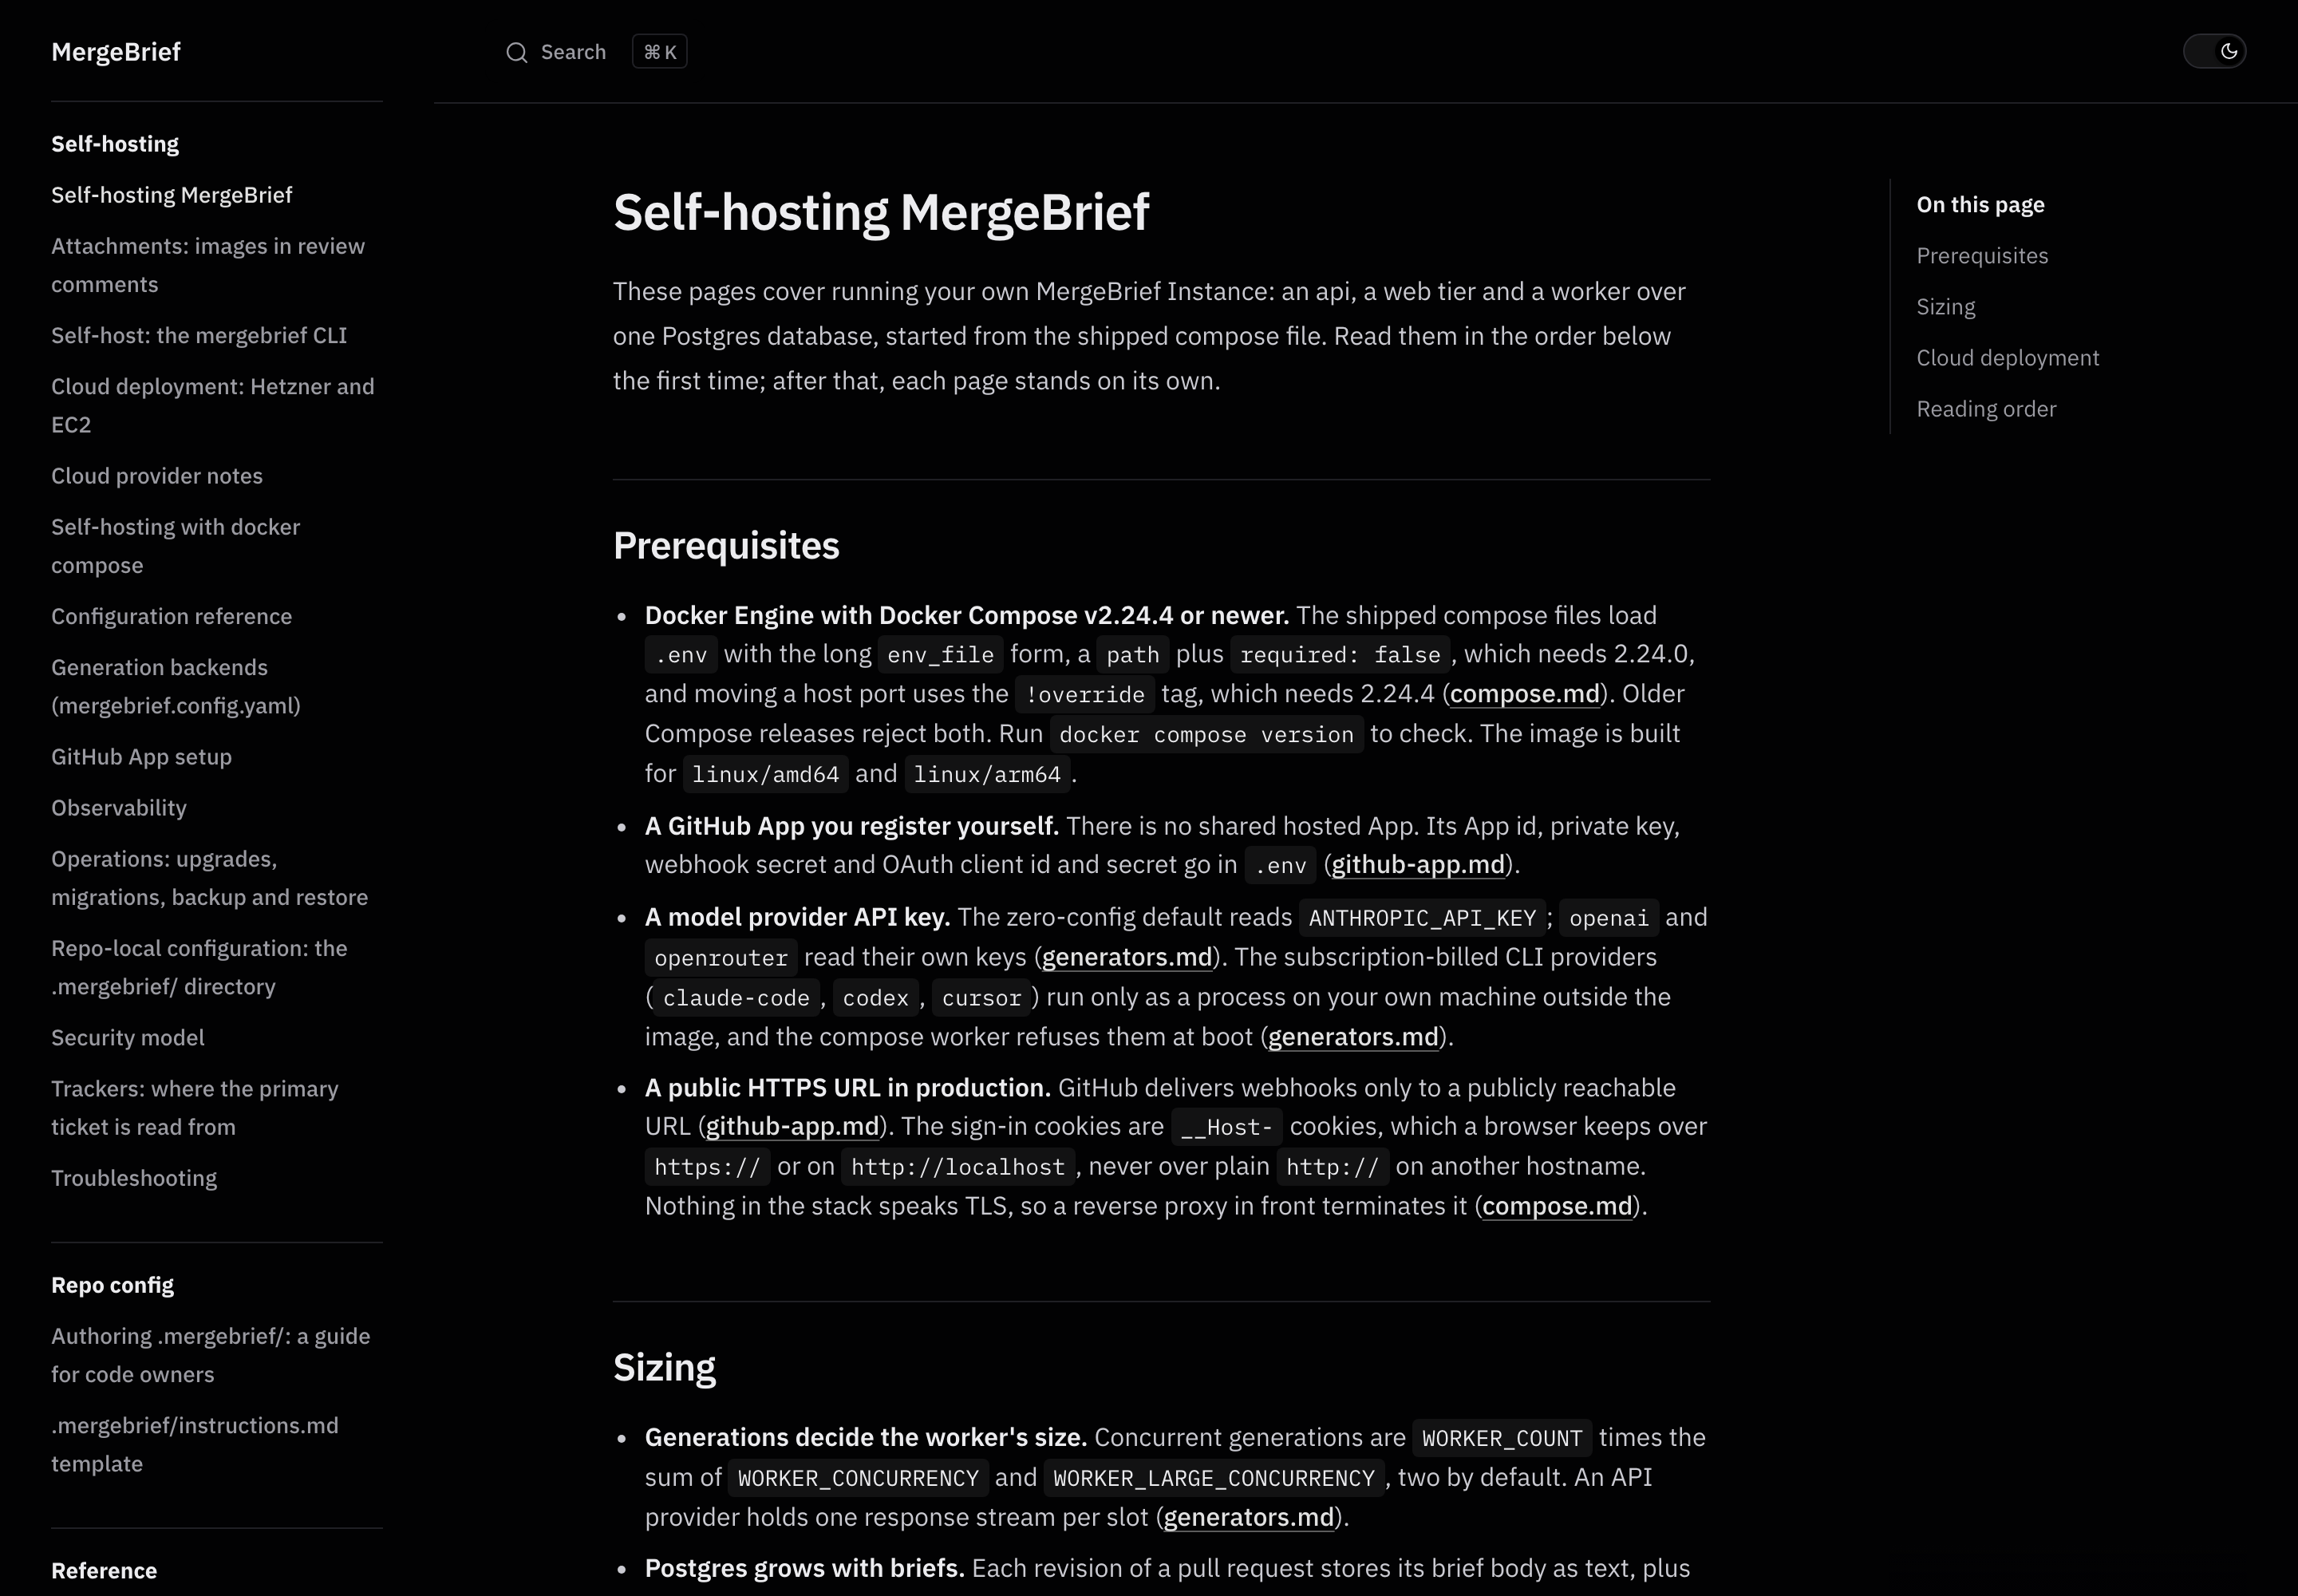 MergeBrief
Search
⌘ K
Self-hosting
Self-hosting MergeBrief
Attachments: images in review
comments
Self-host: the mergebrief CLI
Cloud deployment: Hetzner and
EC2
Cloud provider notes
Self-hosting with docker
compose
Configuration reference
Generation backends
(mergebrief.config.yaml)
GitHub App setup
Observability
Operations: upgrades,
migrations, backup and restore
Repo-local configuration: the
.mergebrief/ directory
Security model
Trackers: where the primary
ticket is read from
Troubleshooting
Repo config
Authoring .mergebrief/: a guide
for code owners
.mergebrief/instructions.md
template
Reference
Self-hosting MergeBrief
These pages cover running your own MergeBrief Instance: an api, a web tier and a worker over
one Postgres database, started from the shipped compose file. Read them in the order below
the first time; after that, each page stands on its own.
Prerequisites
• Docker Engine with Docker Compose v2.24.4 or newer. The shipped compose files load
.env with the long env_file form, a path plus required: false, which needs 2.24.0,
and moving a host port uses the !override tag, which needs 2.24.4 (compose.md). Older
Compose releases reject both. Run docker compose version to check. The image is built
for linux/amd64 and linux/arm64.
• A GitHub App you register yourself. There is no shared hosted App. Its App id, private key,
webhook secret and OAuth client id and secret go in .env (github-app.md).
• A model provider API key. The zero-config default reads ANTHROPIC_API_KEY; openai and
openrouter read their own keys (generators.md). The subscription-billed CLI providers
(claude-code, codex, cursor) run only as a process on your own machine outside the
image, and the compose worker refuses them at boot (generators.md).
• A public HTTPS URL in production. GitHub delivers webhooks only to a publicly reachable
URL (github-app.md). The sign-in cookies are __Host- cookies, which a browser keeps over
https:// or on http://localhost, never over plain http:// on another hostname.
Nothing in the stack speaks TLS, so a reverse proxy in front terminates it (compose.md).
Sizing
• Generations decide the worker's size. Concurrent generations are WORKER_COUNT times the
sum of WORKER_CONCURRENCY and WORKER_LARGE_CONCURRENCY, two by default. An API
provider holds one response stream per slot (generators.md).
• Postgres grows with briefs. Each revision of a pull request stores its brief body as text, plus
On this page
Prerequisites
Sizing
Cloud deployment
Reading order